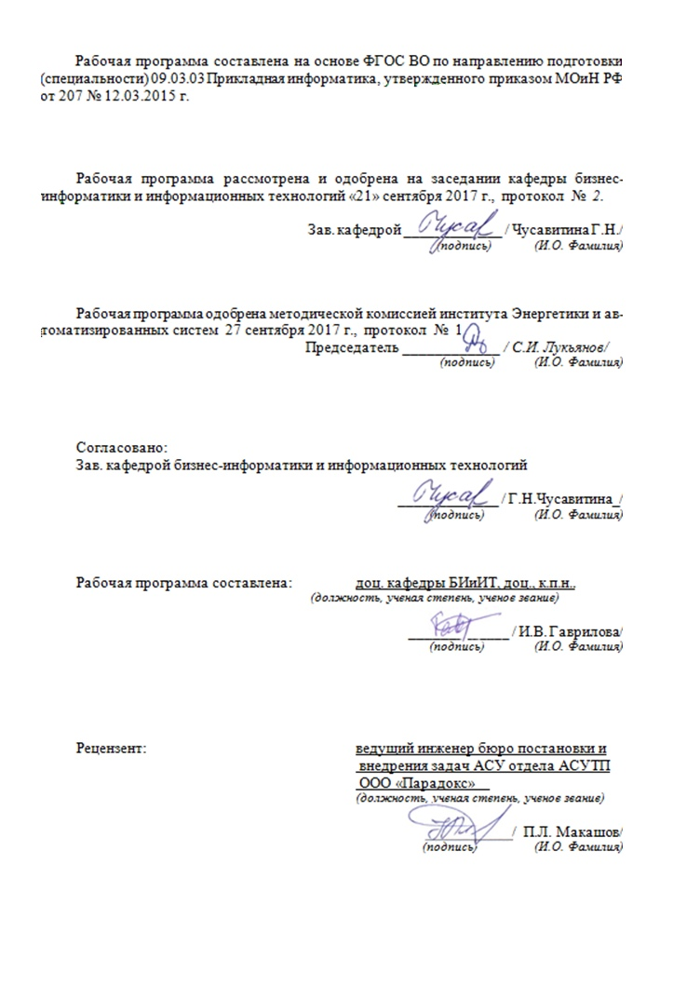 Рабочая программа составлена на основе ФГОС ВО по направлению подготовки
(специальности) 09.03.03 Прикладная информатика, утвержденного приказом МОиН РФ
от 207 № 12.03.2015 г.
Рабочая программа рассмотрена и одобрена на заседании кафедры бизнес-
информатики и информационных технологий «21» сентября 2017 г., протокол № 2.
Зав. кафедрой Чусав / Чусавитина Г.Н./
(подпись) (И.О. Фамилия)
Рабочая программа одобрена методической комиссией института Энергетики и ав-
томатизированных систем 27 сентября 2017 г., протокол № 1
Председатель ____________ / С.И. Лукьянов/
(подпись) (И.О. Фамилия)
Согласовано:
Зав. кафедрой бизнес-информатики и информационных технологий
Чусав / Г.Н.Чусавитина_/
(подпись) (И.О. Фамилия)
Рабочая программа составлена: доц. кафедры БИиИТ, доц., к.п.н..
(должность, ученая степень, ученое звание)
____________ / И.В. Гаврилова/
(подпись) (И.О. Фамилия)
Рецензент: ведущий инженер бюро постановки и
внедрения задач АСУ отдела АСУТП
ООО «Парадокс»
(должность, ученая степень, ученое звание)
____________/ П.Л. Макашов/
(подпись) (И.О. Фамилия)